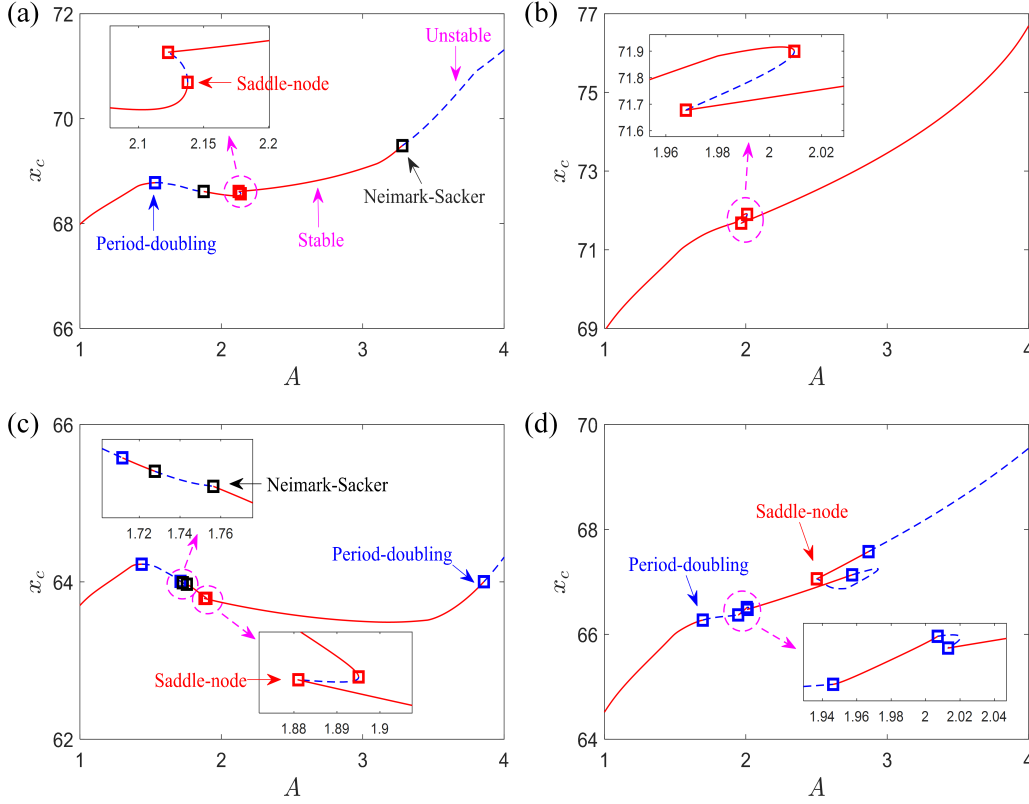 (a)
72
70
68
66
x_c
Unstable
Saddle-node
2.1
2.15
2.2
Neimark-Sacker
Period-doubling
Stable
1
2
3
4
A
(b)
77
75
73
71
69
x_c
71.9
71.8
71.7
71.6
1.96
1.98
2
2.02
1
2
3
4
A
(c)
66
64
62
x_c
Neimark-Sacker
1.72
1.74
1.76
Period-doubling
Saddle-node
1.88
1.89
1.9
1
2
3
4
A
(d)
70
68
66
64
x_c
Saddle-node
Period-doubling
1.94
1.96
1.98
2
2.02
2.04
1
2
3
4
A